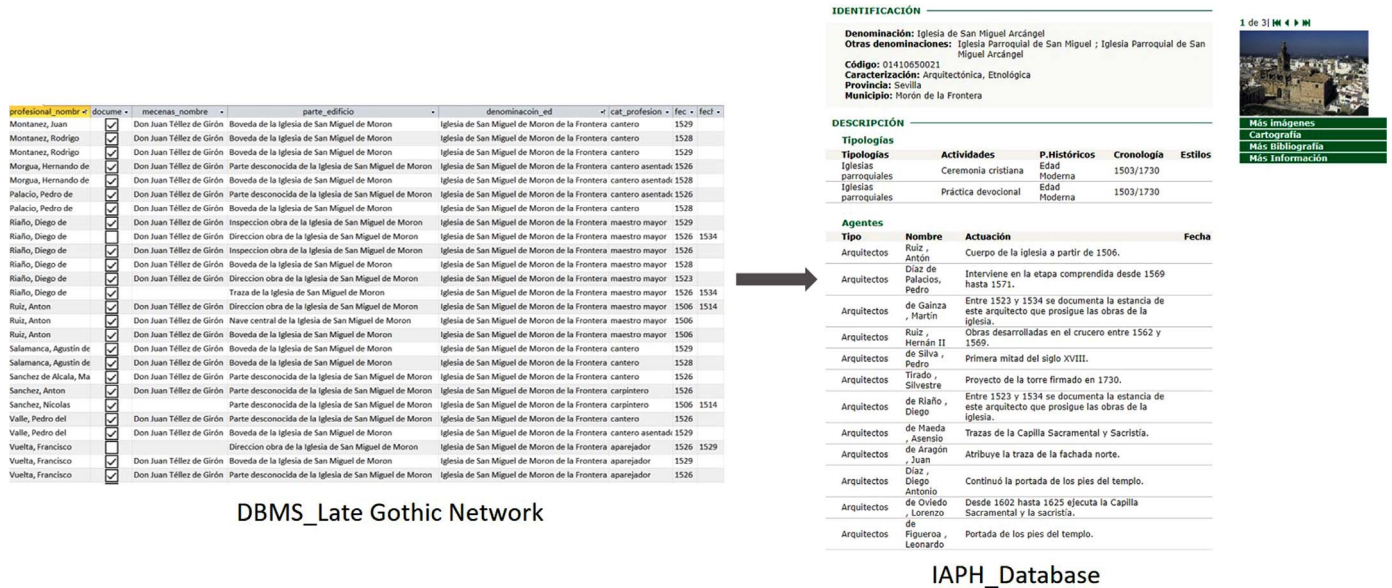 profesional_nombr docume mecenas_nombre parte_edificio denominacoin_ed cat_profesion fec fecl
Montanez, Juan Don Juan Téllez de Girón Boveda de la Iglesia de San Miguel de Moron Iglesia de San Miguel de Moron de la Frontera cantero 1529
Montanez, Rodrigo Don Juan Téllez de Girón Boveda de la Iglesia de San Miguel de Moron Iglesia de San Miguel de Moron de la Frontera cantero 1528
Montanez, Rodrigo Don Juan Téllez de Girón Boveda de la Iglesia de San Miguel de Moron Iglesia de San Miguel de Moron de la Frontera cantero 1529
Morgua, Hernando de Don Juan Téllez de Girón Parte desconocida de la Iglesia de San Miguel de Moron Iglesia de San Miguel de Moron de la Frontera cantero asentado 1526
Morgua, Hernando de Don Juan Téllez de Girón Boveda de la Iglesia de San Miguel de Moron Iglesia de San Miguel de Moron de la Frontera cantero asentado 1528
Palacio, Pedro de Don Juan Téllez de Girón Parte desconocida de la Iglesia de San Miguel de Moron Iglesia de San Miguel de Moron de la Frontera cantero asentado 1526
Palacio, Pedro de Don Juan Téllez de Girón Boveda de la Iglesia de San Miguel de Moron Iglesia de San Miguel de Moron de la Frontera cantero 1528
Riaño, Diego de Don Juan Téllez de Girón Inspeccion obra de la Iglesia de San Miguel de Moron Iglesia de San Miguel de Moron de la Frontera maestro mayor 1529
Riaño, Diego de Don Juan Téllez de Girón Direccion obra de la Iglesia de San Miguel de Moron Iglesia de San Miguel de Moron de la Frontera maestro mayor 1526 1534
Riaño, Diego de Don Juan Téllez de Girón Inspeccion obra de la Iglesia de San Miguel de Moron Iglesia de San Miguel de Moron de la Frontera maestro mayor 1526
Riaño, Diego de Don Juan Téllez de Girón Boveda de la Iglesia de San Miguel de Moron Iglesia de San Miguel de Moron de la Frontera maestro mayor 1528
Riaño, Diego de Don Juan Téllez de Girón Direccion obra de la Iglesia de San Miguel de Moron Iglesia de San Miguel de Moron de la Frontera maestro mayor 1523
Riaño, Diego de Traza de la Iglesia de San Miguel de Moron Iglesia de San Miguel de Moron de la Frontera maestro mayor 1526 1534
Ruiz, Anton Don Juan Téllez de Girón Direccion obra de la Iglesia de San Miguel de Moron Iglesia de San Miguel de Moron de la Frontera maestro mayor 1506 1514
Ruiz, Anton Don Juan Téllez de Girón Nave central de la Iglesia de San Miguel de Moron Iglesia de San Miguel de Moron de la Frontera maestro mayor 1506
Ruiz, Anton Don Juan Téllez de Girón Boveda de la Iglesia de San Miguel de Moron Iglesia de San Miguel de Moron de la Frontera maestro mayor 1506
Salamanca, Agustin de Don Juan Téllez de Girón Boveda de la Iglesia de San Miguel de Moron Iglesia de San Miguel de Moron de la Frontera cantero 1529
Salamanca, Agustin de Don Juan Téllez de Girón Boveda de la Iglesia de San Miguel de Moron Iglesia de San Miguel de Moron de la Frontera cantero 1528
Sanchez de Alcala, Ma Don Juan Téllez de Girón Parte desconocida de la Iglesia de San Miguel de Moron Iglesia de San Miguel de Moron de la Frontera cantero 1526
Sanchez, Anton Don Juan Téllez de Girón Parte desconocida de la Iglesia de San Miguel de Moron Iglesia de San Miguel de Moron de la Frontera carpintero 1526
Sanchez, Nicolas Parte desconocida de la Iglesia de San Miguel de Moron Iglesia de San Miguel de Moron de la Frontera carpintero 1506 1514
Valle, Pedro del Don Juan Téllez de Girón Parte desconocida de la Iglesia de San Miguel de Moron Iglesia de San Miguel de Moron de la Frontera cantero 1526
Valle, Pedro del Don Juan Téllez de Girón Boveda de la Iglesia de San Miguel de Moron Iglesia de San Miguel de Moron de la Frontera cantero asentado 1529
Vuelta, Francisco Direccion obra de la Iglesia de San Miguel de Moron Iglesia de San Miguel de Moron de la Frontera aparejador 1526 1529
Vuelta, Francisco Don Juan Téllez de Girón Boveda de la Iglesia de San Miguel de Moron Iglesia de San Miguel de Moron de la Frontera aparejador 1529
Vuelta, Francisco Don Juan Téllez de Girón Parte desconocida de la Iglesia de San Miguel de Moron Iglesia de San Miguel de Moron de la Frontera aparejador 1526
DBMS_Late Gothic Network
IDENTIFICACIÓN
Denominación: Iglesia de San Miguel Arcángel
Otras denominaciones: Iglesia Parroquial de San Miguel ; Iglesia Parroquial de San
Miguel Arcángel
Código: 01410650021
Caracterización: Arquitectónica, Etnológica
Provincia: Sevilla
Municipio: Morón de la Frontera
DESCRIPCIÓN
Tipologías
Tipologías Actividades P.Históricos Cronología Estilos
Iglesias
parroquiales Ceremonia cristiana Edad
Moderna 1503/1730
Iglesias
parroquiales Práctica devocional Edad
Moderna 1503/1730
Agentes
Tipo Nombre Actuación Fecha
Arquitectos Ruiz ,
Antón Cuerpo de la iglesia a partir de 1506.
Arquitectos Díaz de
Palacios,
Pedro Interviene en la etapa comprendida desde 1569
hasta 1571.
Arquitectos de Gainza
, Martín Entre 1523 y 1534 se documenta la estancia de
este arquitecto que prosigue las obras de la
iglesia.
Arquitectos Ruiz ,
Hernán II Obras desarrolladas en el crucero entre 1562 y
1569.
Arquitectos de Silva ,
Pedro Primera mitad del siglo XVIII.
Arquitectos Tirado ,
Silvestre Proyecto de la torre firmado en 1730.
Arquitectos de Riaño ,
Diego Entre 1523 y 1534 se documenta la estancia de
este arquitecto que prosigue las obras de la
iglesia.
Arquitectos de Maeda
, Asensio Trazas de la Capilla Sacramental y Sacristía.
Arquitectos de Aragón
, Juan Atribuye la traza de la fachada norte.
Arquitectos Díaz ,
Diego
Antonio Continuó la portada de los pies del templo.
Arquitectos de Oviedo
, Lorenzo Desde 1602 hasta 1625 ejecuta la Capilla
Sacramental y la sacristía.
Arquitectos de
Figueroa ,
Leonardo Portada de los pies del templo.
IAPH_Database
1 de 3|
Más imágenes
Cartografía
Más Bibliografía
Más Información